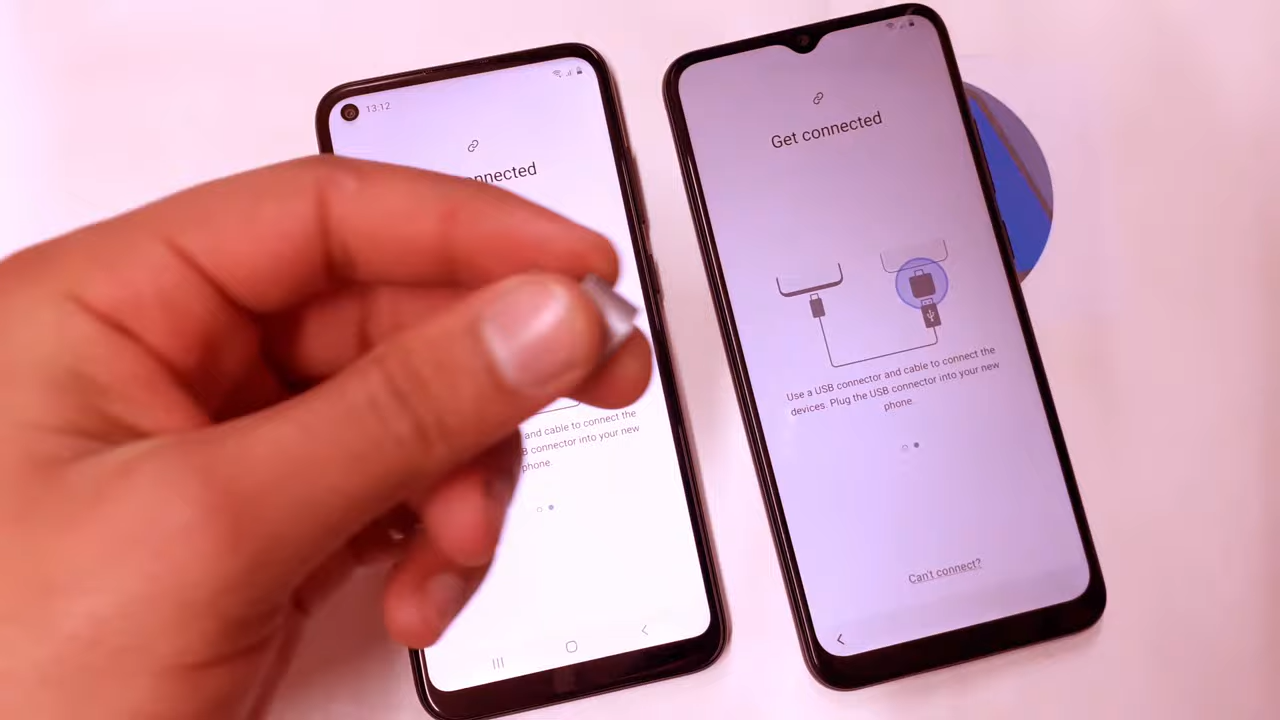 13:12
nnected
and cable to connect the
B connector into your new
phone.
Get connected
Use a USB connector and cable to connect the
devices. Plug the USB connector into your new
phone.
Can't connect?